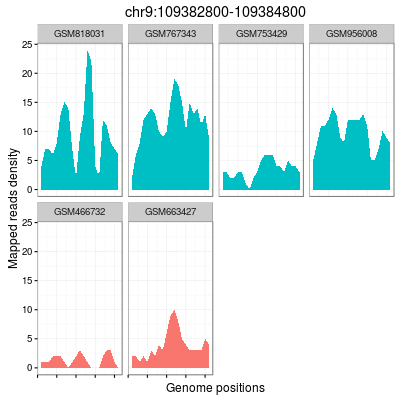 chr9:109382800-109384800
GSM818031 GSM767343 GSM753429 GSM956008
25
20
15
10
5
0
GSM466732 GSM663427
25
20
15
10
5
0
Mapped reads density
Genome positions